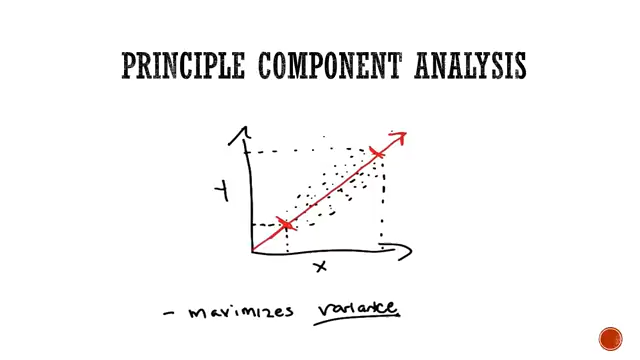 PRINCIPLE COMPONENT ANALYSIS
Y
X
- maximizes variance